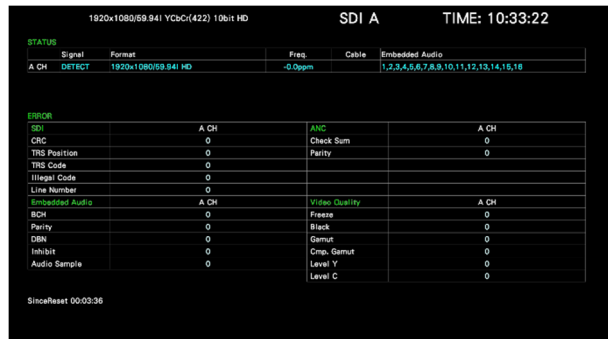 1920x1080/59.94I YCbCr(422) 10bit HD SDI A TIME: 10:33:22
STATUS
Signal Format Freq. Cable Embedded Audio
A CH DETECT 1920x1080/59.94I HD -0.0ppm 1,2,3,4,5,6,7,8,9,10,11,12,13,14,15,16
ERROR
SDI A CH ANC A CH
CRC 0 Check Sum 0
TRS Position 0 Parity 0
TRS Code 0
Illegal Code 0
Line Number 0
Embedded Audio A CH Video Quality A CH
BCH 0 Freeze 0
Parity 0 Black 0
DBN 0 Gamut 0
Inhibit 0 Cmp. Gamut 0
Audio Sample 0 Level Y 0
Level C 0
SinceReset 00:03:36